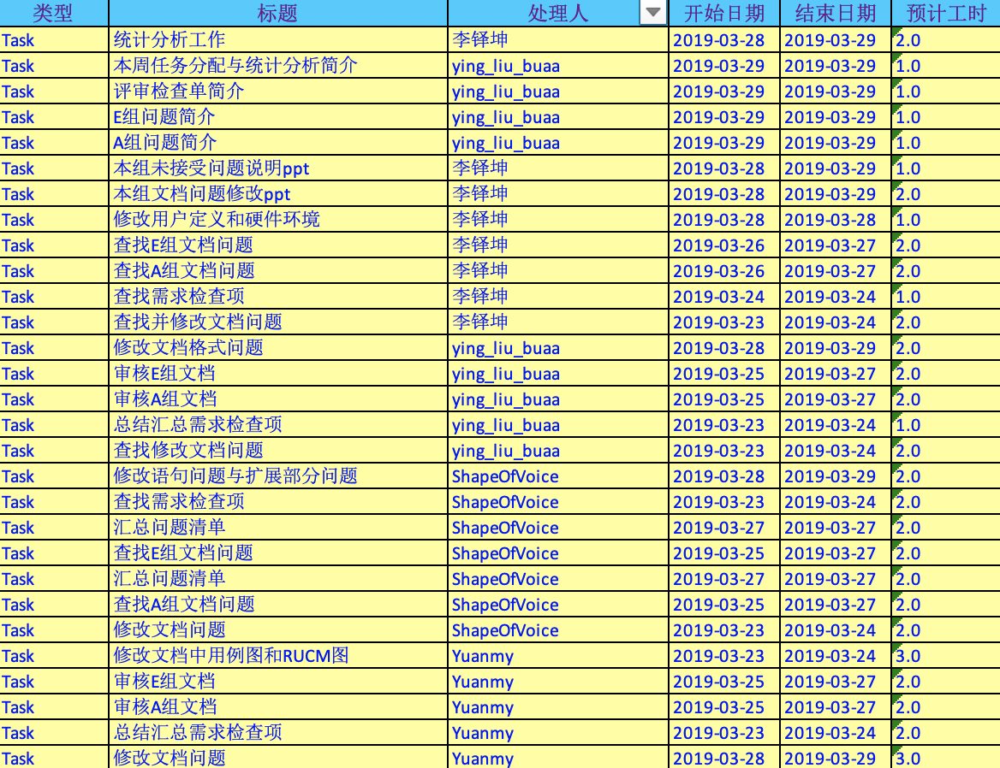 类型 标题 处理人 开始日期 结束日期 预计工时
Task 统计分析工作 李铎坤 2019-03-28 2019-03-29 2.0
Task 本周任务分配与统计分析简介 ying_liu_buaa 2019-03-29 2019-03-29 1.0
Task 评审检查单简介 ying_liu_buaa 2019-03-29 2019-03-29 1.0
Task E组问题简介 ying_liu_buaa 2019-03-29 2019-03-29 1.0
Task A组问题简介 ying_liu_buaa 2019-03-29 2019-03-29 1.0
Task 本组未接受问题说明ppt 李铎坤 2019-03-28 2019-03-29 1.0
Task 本组文档问题修改ppt 李铎坤 2019-03-28 2019-03-29 2.0
Task 修改用户定义和硬件环境 李铎坤 2019-03-28 2019-03-28 1.0
Task 查找E组文档问题 李铎坤 2019-03-26 2019-03-27 2.0
Task 查找A组文档问题 李铎坤 2019-03-26 2019-03-27 2.0
Task 查找需求检查项 李铎坤 2019-03-24 2019-03-24 1.0
Task 查找并修改文档问题 李铎坤 2019-03-23 2019-03-24 2.0
Task 修改文档格式问题 ying_liu_buaa 2019-03-28 2019-03-29 2.0
Task 审核E组文档 ying_liu_buaa 2019-03-25 2019-03-27 2.0
Task 审核A组文档 ying_liu_buaa 2019-03-25 2019-03-27 2.0
Task 总结汇总需求检查项 ying_liu_buaa 2019-03-23 2019-03-24 1.0
Task 查找修改文档问题 ying_liu_buaa 2019-03-23 2019-03-24 2.0
Task 修改语句问题与扩展部分问题 ShapeOfVoice 2019-03-28 2019-03-29 2.0
Task 查找需求检查项 ShapeOfVoice 2019-03-23 2019-03-24 2.0
Task 汇总问题清单 ShapeOfVoice 2019-03-27 2019-03-27 2.0
Task 查找E组文档问题 ShapeOfVoice 2019-03-25 2019-03-27 2.0
Task 汇总问题清单 ShapeOfVoice 2019-03-27 2019-03-27 2.0
Task 查找A组文档问题 ShapeOfVoice 2019-03-25 2019-03-27 2.0
Task 修改文档问题 ShapeOfVoice 2019-03-23 2019-03-24 2.0
Task 修改文档中用例图和RUCM图 Yuanmy 2019-03-23 2019-03-24 3.0
Task 审核E组文档 Yuanmy 2019-03-25 2019-03-27 2.0
Task 审核A组文档 Yuanmy 2019-03-25 2019-03-27 2.0
Task 总结汇总需求检查项 Yuanmy 2019-03-23 2019-03-24 2.0
Task 修改文档问题 Yuanmy 2019-03-28 2019-03-29 3.0